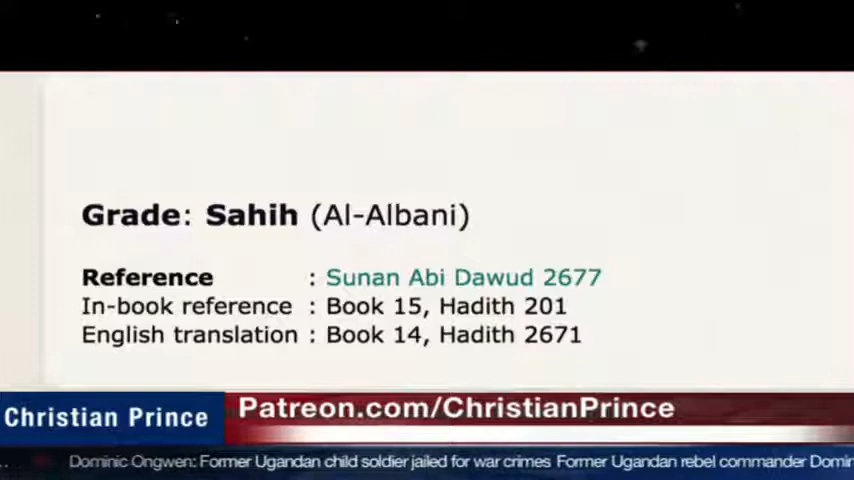 Grade: Sahih (Al-Albani)
Reference : Sunan Abi Dawud 2677
In-book reference : Book 15, Hadith 201
English translation : Book 14, Hadith 2671
Christian Prince
Patreon.com/ChristianPrince
Dominic Ongwen: Former Ugandan child soldier jailed for war crimes Former Ugandan rebel commander Domin